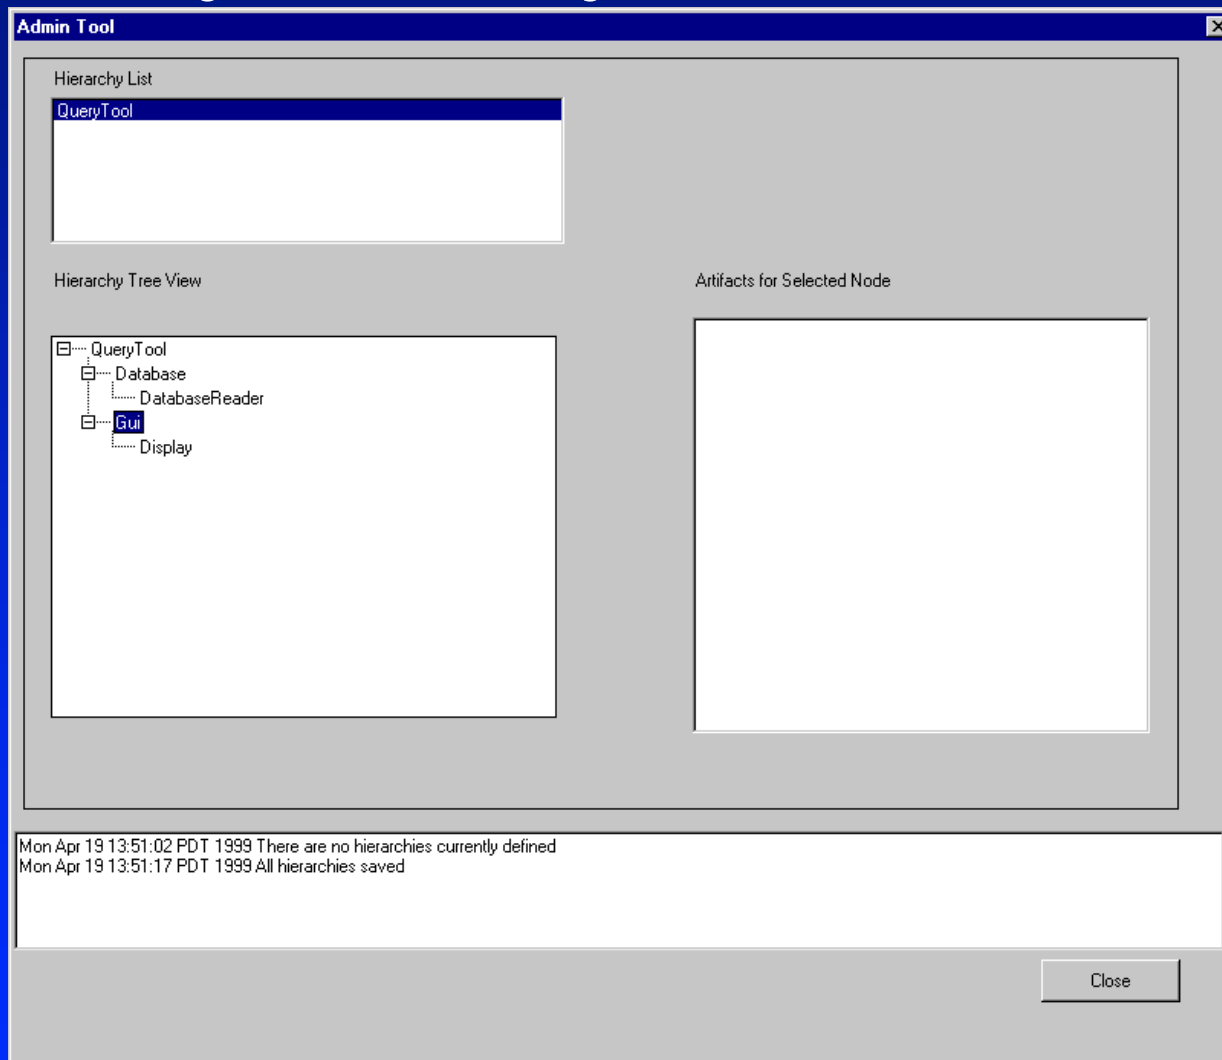 Admin Tool
Hierarchy List
QueryTool
Hierarchy Tree View
Artifacts for Selected Node
QueryTool
Database
DatabaseReader
Gui
Display
Mon Apr 19 13:51:02 PDT 1999 There are no hierarchies currently defined
Mon Apr 19 13:51:17 PDT 1999 All hierarchies saved
Close